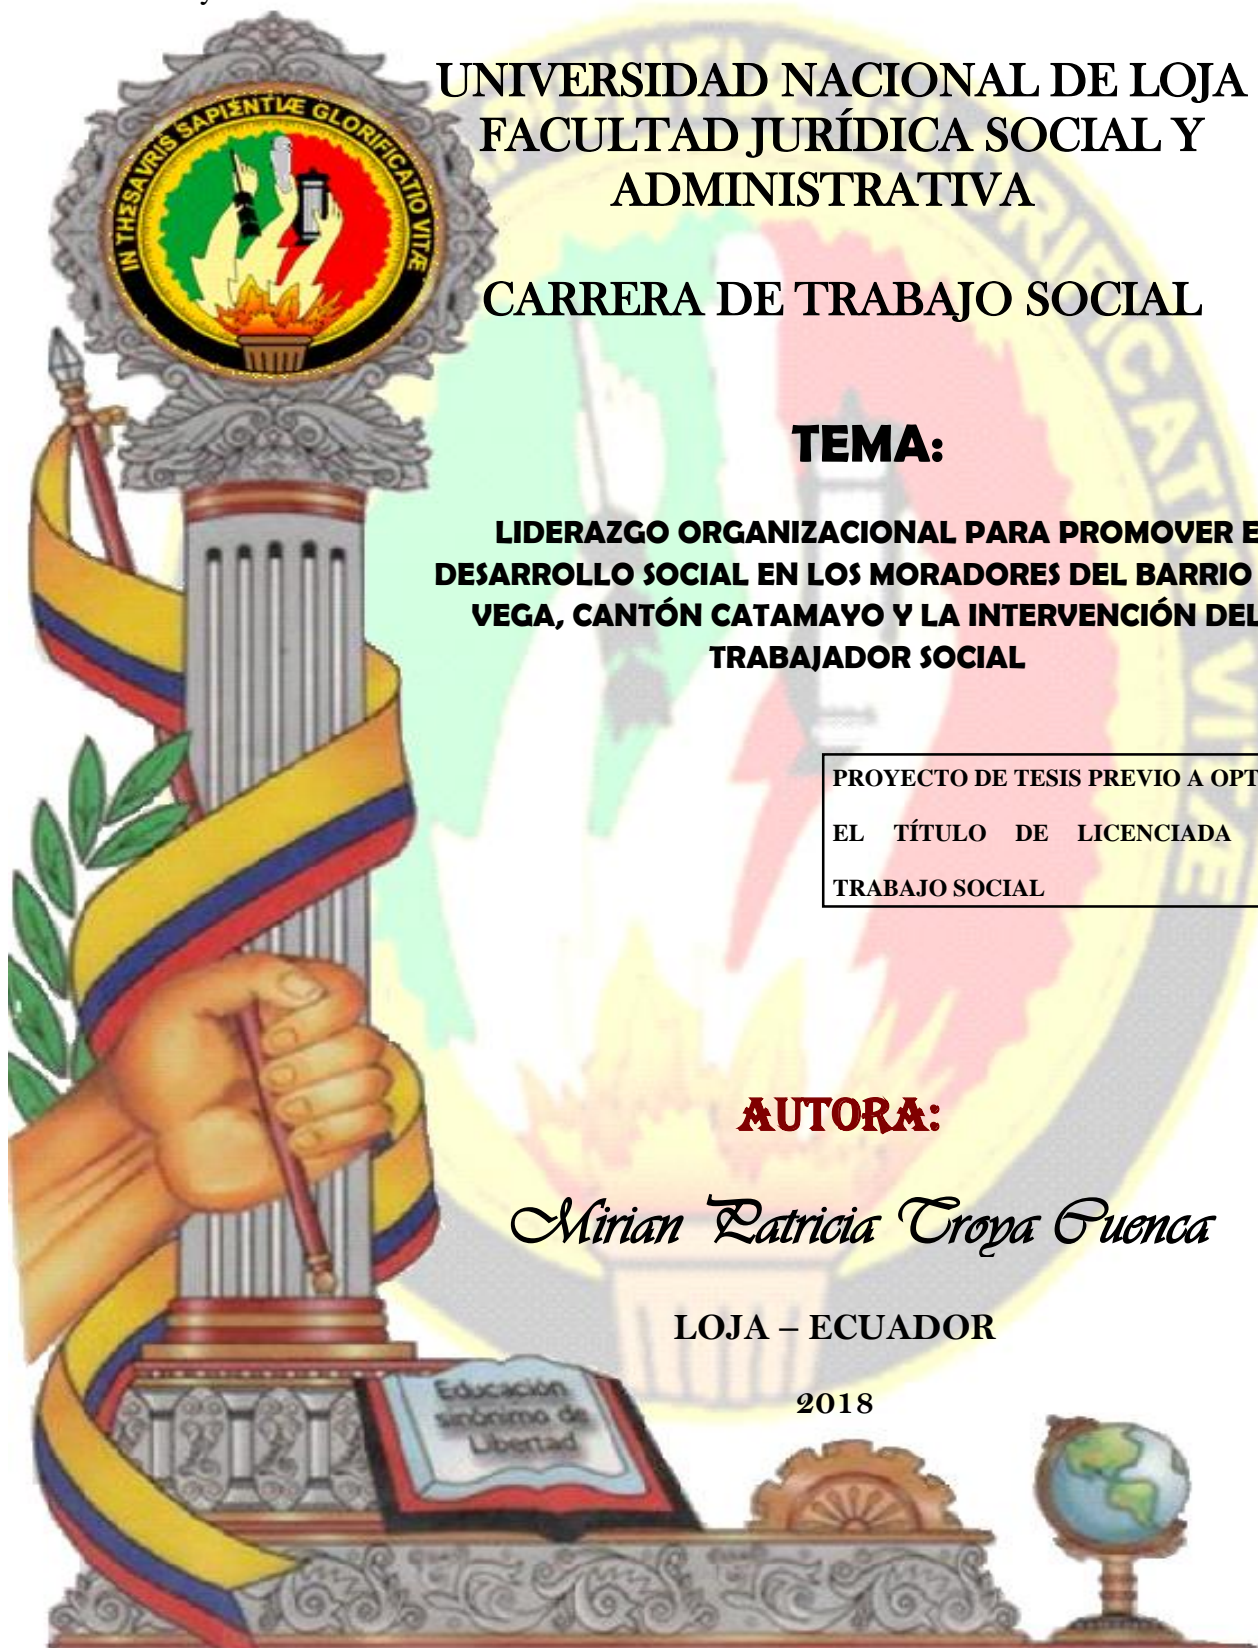 IN THΣSAVRIS SAPIΣNTIÆ GLORIFICATIO VITÆ
UNIVERSIDAD NACIONAL DE LOJA
FACULTAD JURÍDICA SOCIAL Y
ADMINISTRATIVA
CARRERA DE TRABAJO SOCIAL
TEMA:
LIDERAZGO ORGANIZACIONAL PARA PROMOVER E
DESARROLLO SOCIAL EN LOS MORADORES DEL BARRIO
VEGA, CANTÓN CATAMAYO Y LA INTERVENCIÓN DEL
TRABAJADOR SOCIAL
PROYECTO DE TESIS PREVIO A OPT
EL TÍTULO DE LICENCIADA
TRABAJO SOCIAL
AUTORA:
Mirian Patricia Troya Cuenca
LOJA – ECUADOR
2018
Educación
sinónimo de
Libertad